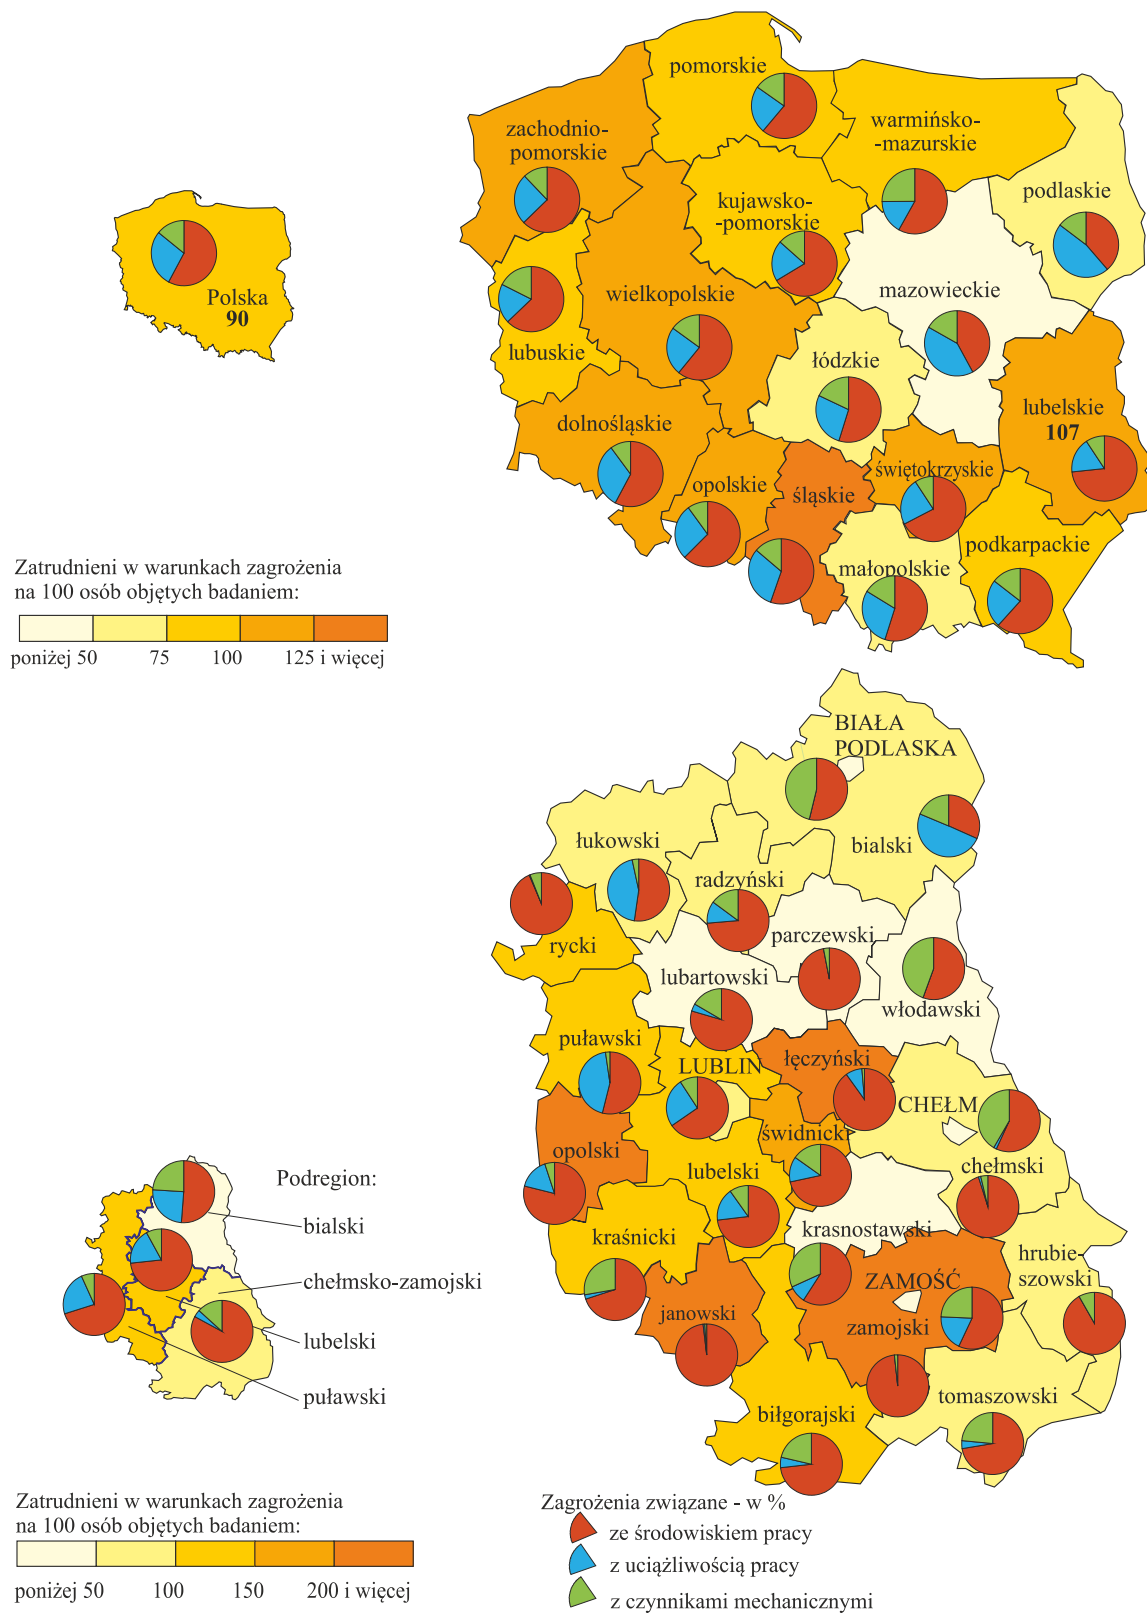 pomorskie
warmińsko-
-mazurskie
zachodnio-
pomorskie
podlaskie
kujawsko-
-pomorskie
Polska
90
wielkopolskie
mazowieckie
lubuskie
łódzkie
lubelskie
107
dolnośląskie
opolskie
śląskie
świętokrzyskie
podkarpackie
małopolskie
Zatrudnieni w warunkach zagrożenia
na 100 osób objętych badaniem:
poniżej 50 75 100 125 i więcej
BIAŁA
PODLASKA
bialski
łukowski
radzyński
rycki
parczewski
lubartowski
włodawski
puławski
LUBLIN
łęczyński
CHEŁM
opolski
świdnicki
lubelski
chełmski
kraśnicki
krasnostawski
hrubie-
szowski
ZAMOŚĆ
janowski
zamojski
biłgorajski
tomaszowski
Podregion:
bialski
chełmsko-zamojski
lubelski
puławski
Zatrudnieni w warunkach zagrożenia
na 100 osób objętych badaniem:
poniżej 50 100 150 200 i więcej
Zagrożenia związane - w %
ze środowiskiem pracy
z uciążliwością pracy
z czynnikami mechanicznymi